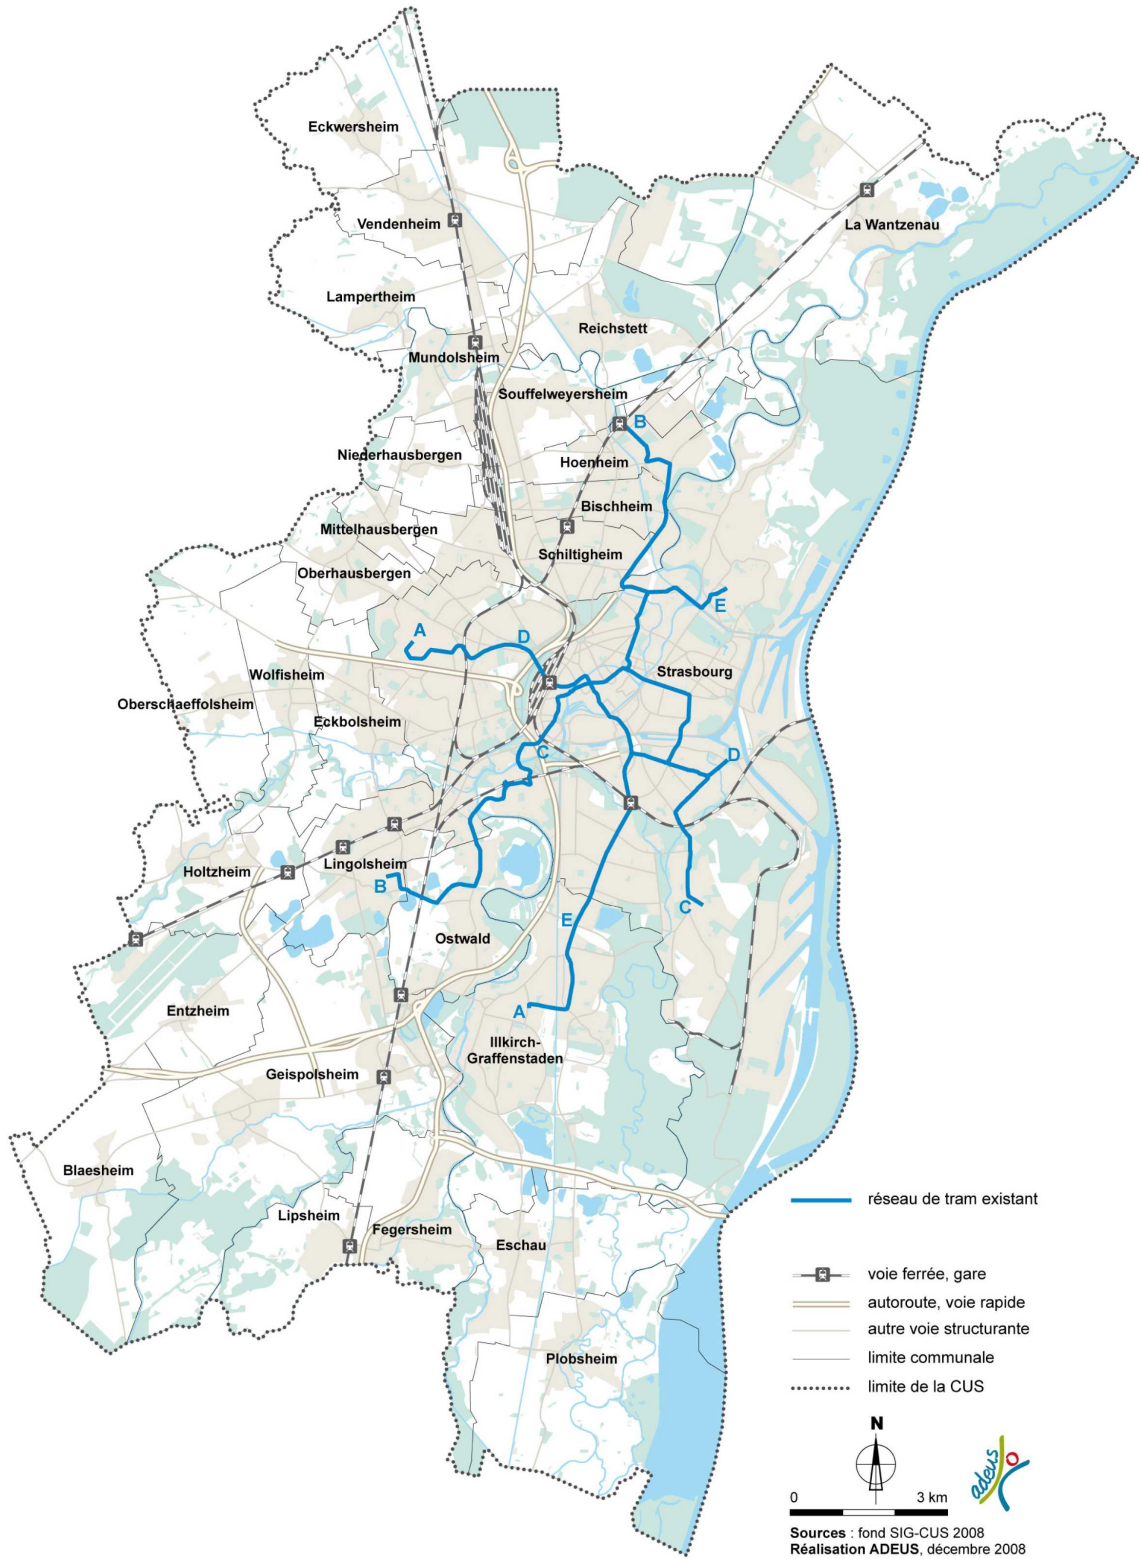 Eckwersheim
Vendenheim
La Wantzenau
Lampertheim
Reichstett
Mundolsheim
Souffelweyersheim
B
Niederhausbergen
Hoenheim
Bischheim
Mittelhausbergen
Schiltigheim
Oberhausbergen
E
A
D
Wolfisheim
Strasbourg
Oberschaeffolsheim
Eckbolsheim
C
D
Holtzheim
Lingolsheim
B
C
E
Ostwald
Entzheim
A
Illkirch-
Graffenstaden
Geispolsheim
Blaesheim
Lipsheim
Fegersheim
Eschau
Plobsheim
réseau de tram existant
voie ferrée, gare
autoroute, voie rapide
autre voie structurante
limite communale
limite de la CUS
N
adeus
0 3 km
Sources : fond SIG-CUS 2008
Réalisation ADEUS, décembre 2008